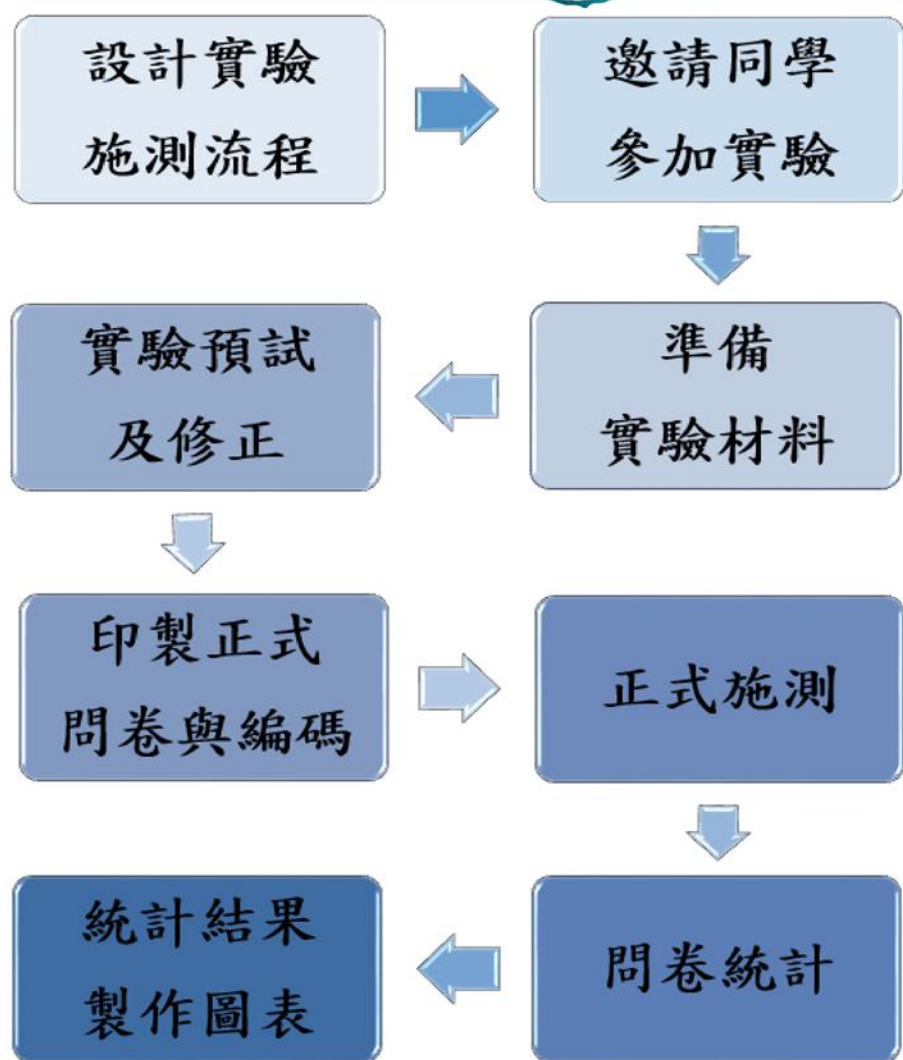 設計實驗
施測流程
邀請同學
參加實驗
準備
實驗材料
實驗預試
及修正
印製正式
問卷與編碼
正式施測
問卷統計
統計結果
製作圖表